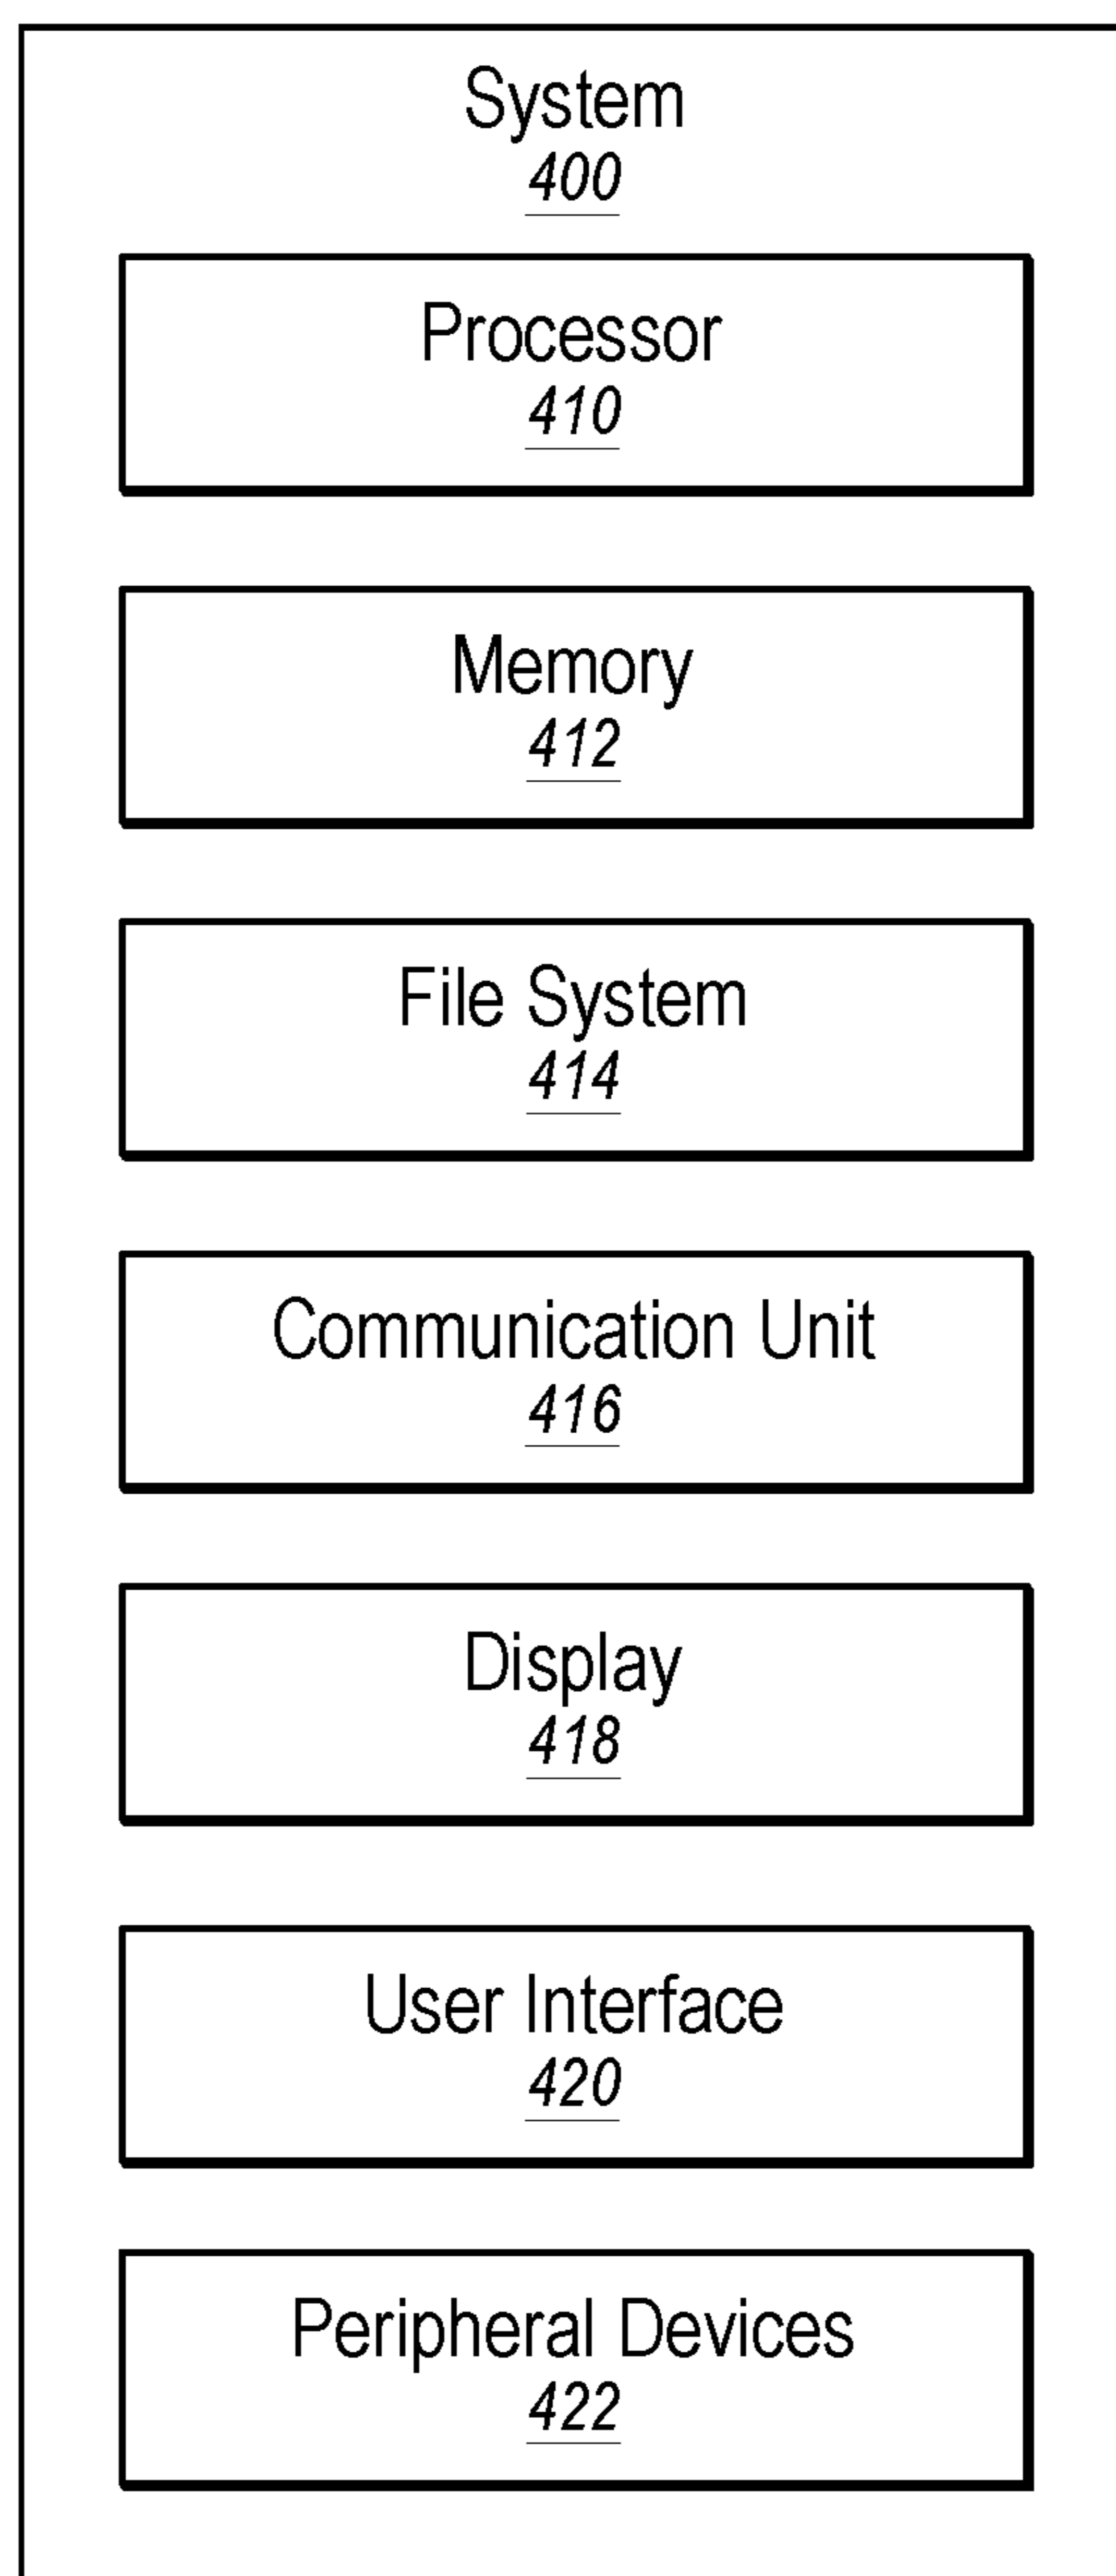 System
400
Processor
410
Memory
412
File System
414
Communication Unit
416
Display
418
User Interface
420
Peripheral Devices
422